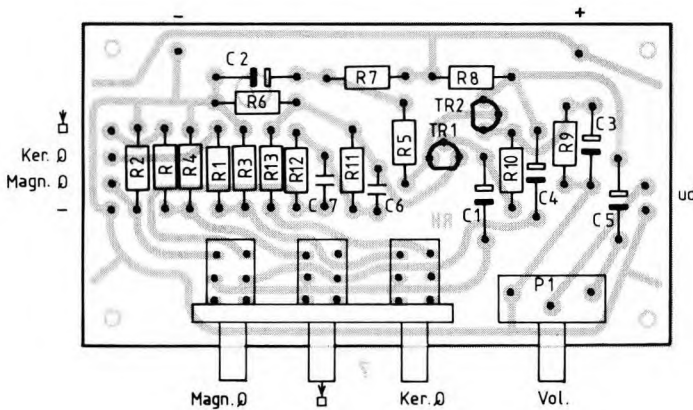 - +
C2 R7 R8
R6 TR2
TR1 C3
R5 R9
Ker.
Magn.
R2 R R4 R1 R3 R13 R12 R11 R10
C7 C6 C1 C4 C5
-
P1
Magn. Ker. Vol.